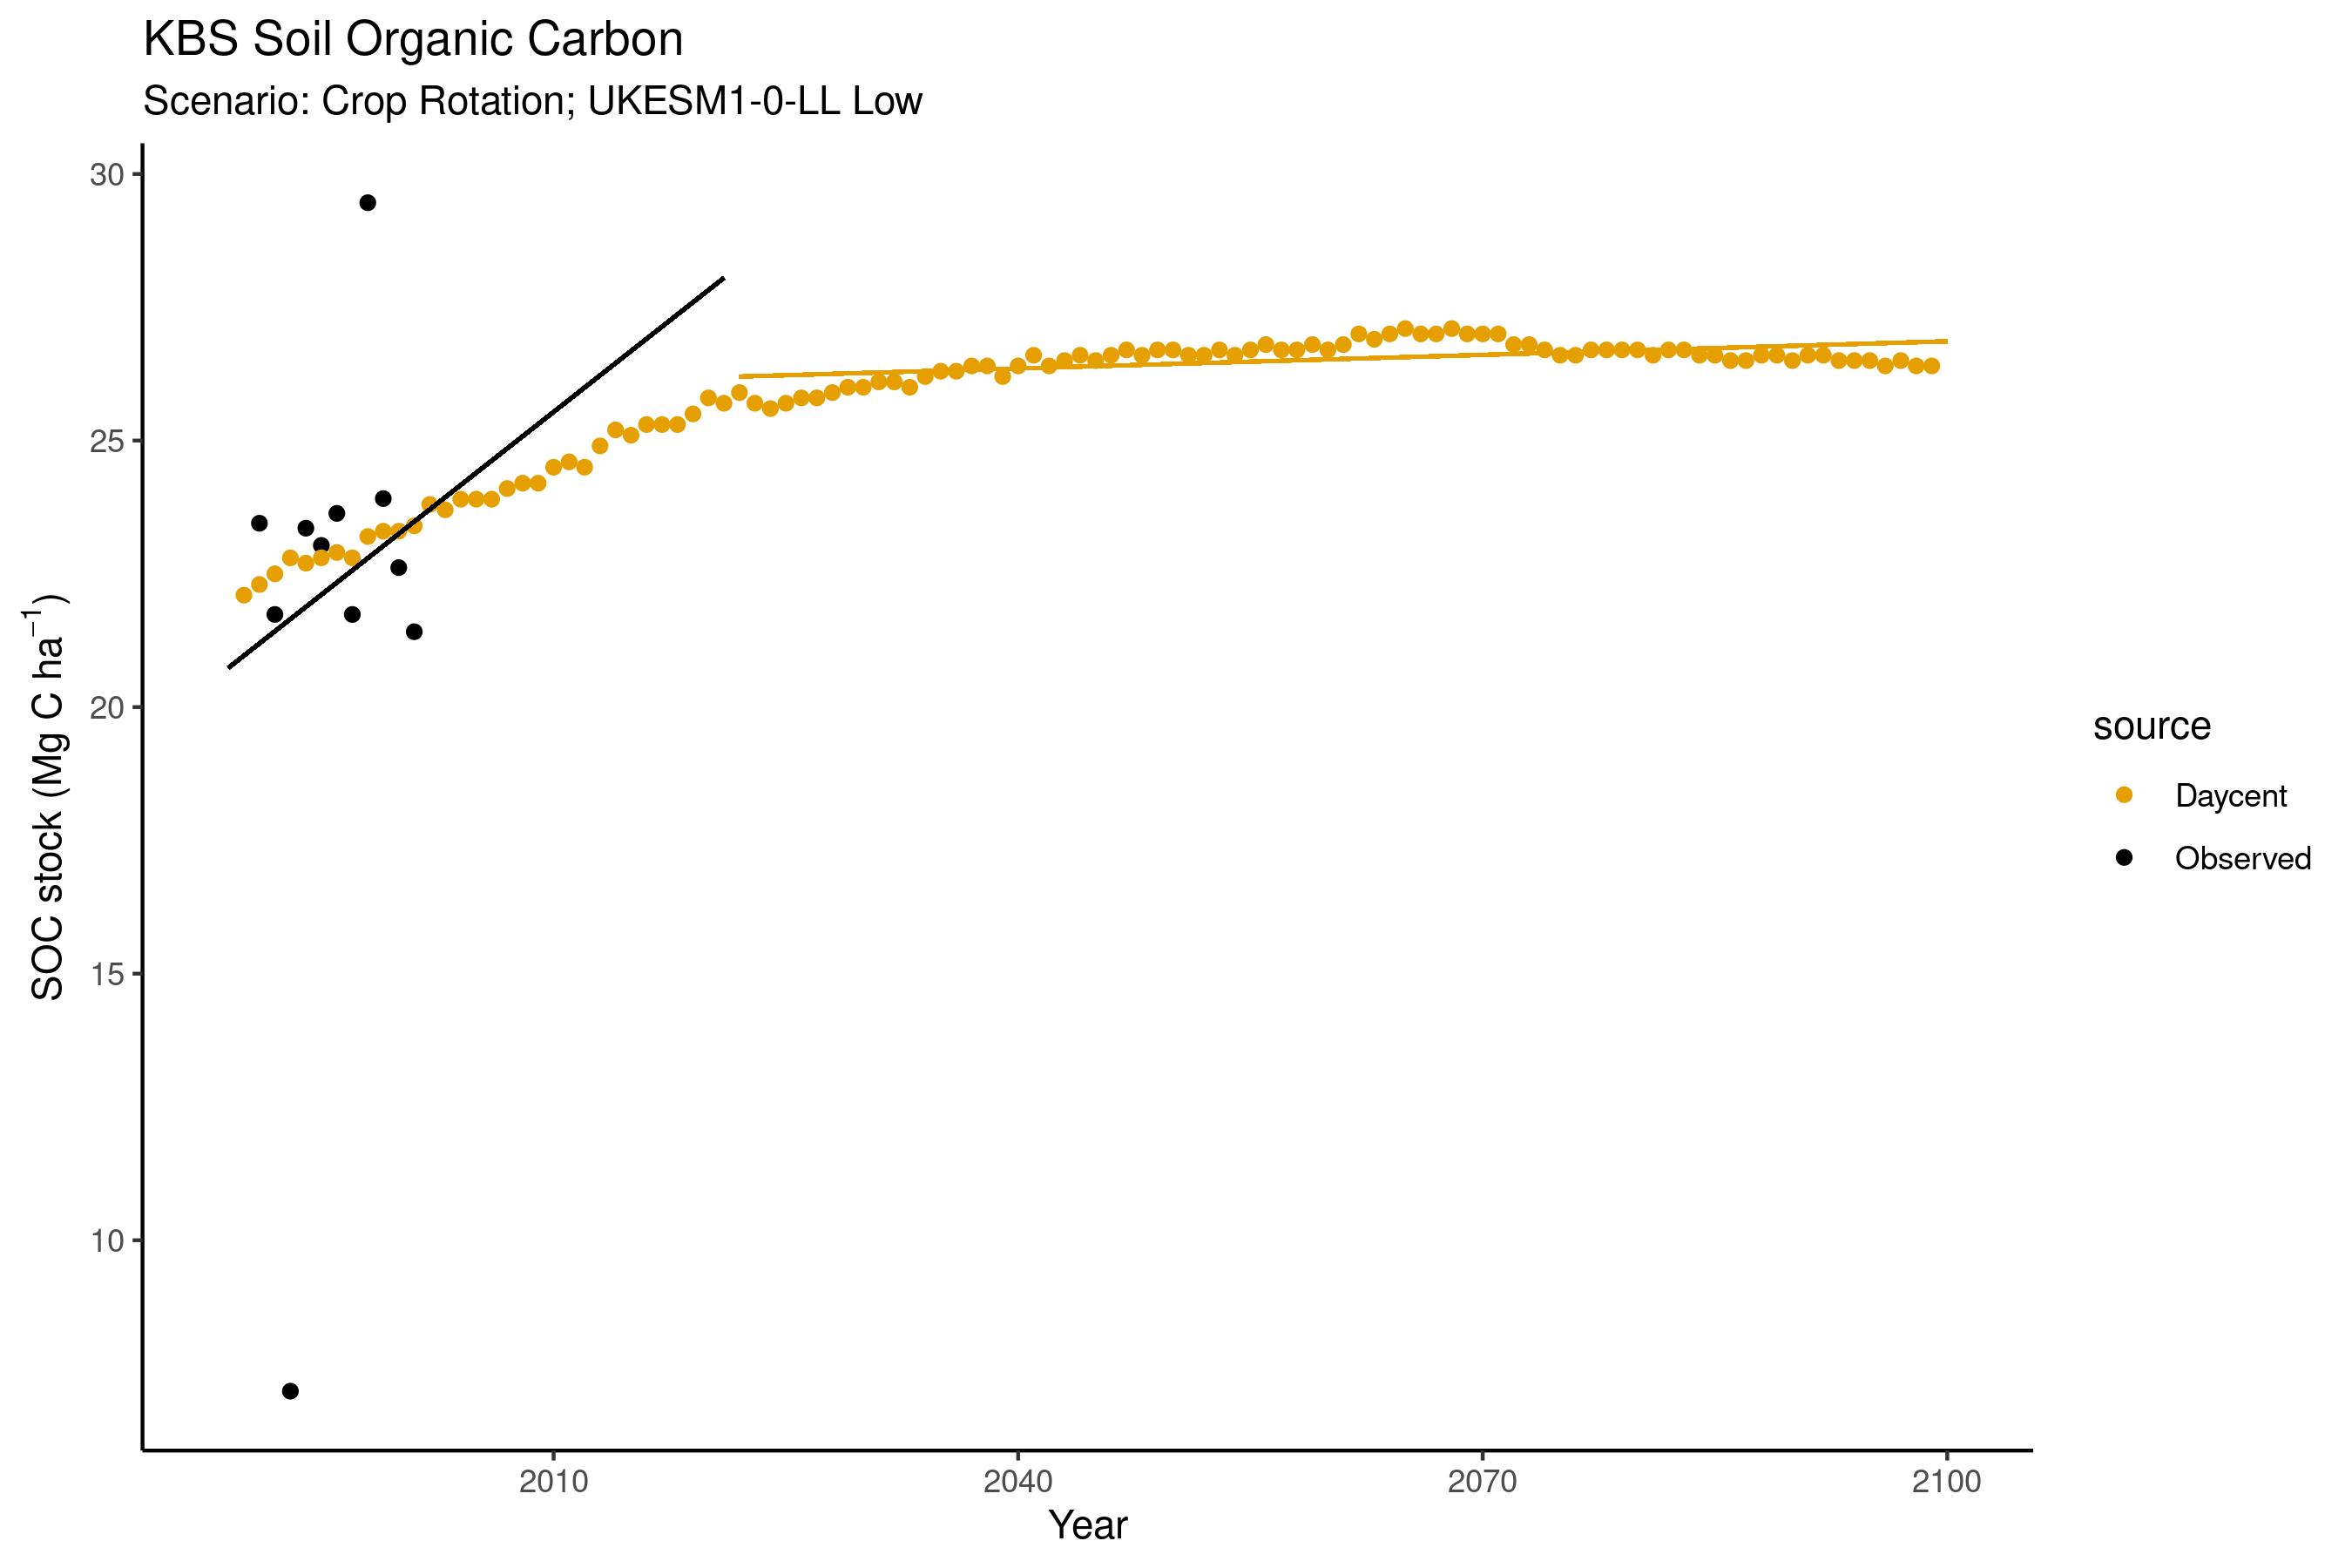 KBS Soil Organic Carbon
Scenario: Crop Rotation; UKESM1-0-LL Low
SOC stock (Mg C ha⁻¹)
30
25
20
15
10
2010
2040
2070
2100
Year
source
Daycent
Observed